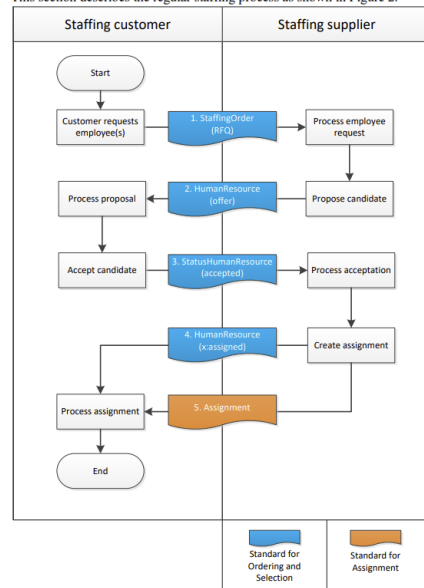 This section describes the regular staffing process as shown in Figure 2.
Staffing customer
Staffing supplier
Start
Customer requests
employee(s)
1. StaffingOrder
(RFQ)
Process employee
request
Process proposal
2. HumanResource
(offer)
Propose candidate
Accept candidate
3. StatusHumanResource
(accepted)
Process acceptation
4. HumanResource
(x:assigned)
Create assignment
Process assignment
5. Assignment
End
Standard for
Ordering and
Selection
Standard for
Assignment